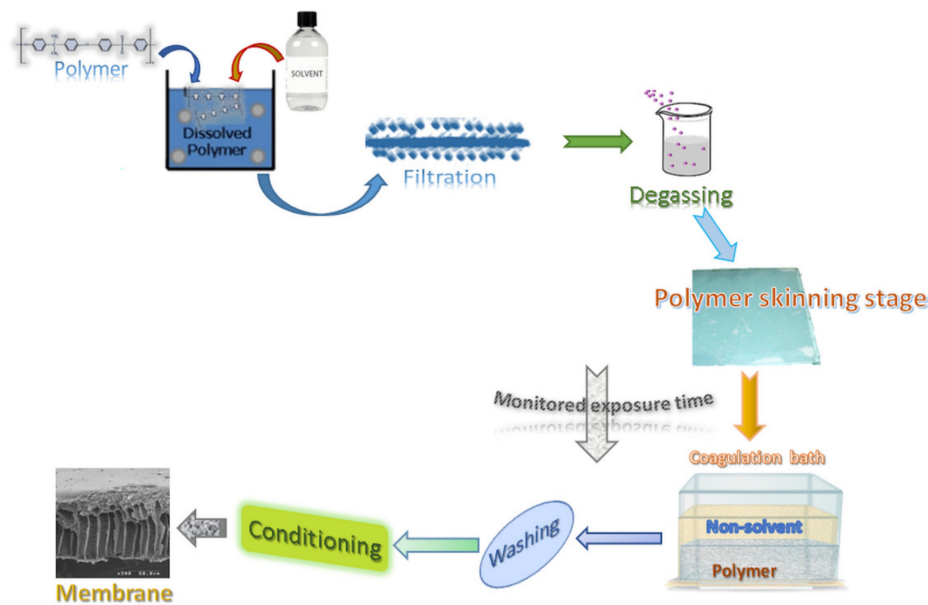 Polymer
SOLVENT
Dissolved
Polymer
Filtration
Degassing
Polymer skinning stage
Monitored exposure time
Coagulation bath
Non-solvent
Polymer
Washing
Conditioning
Membrane